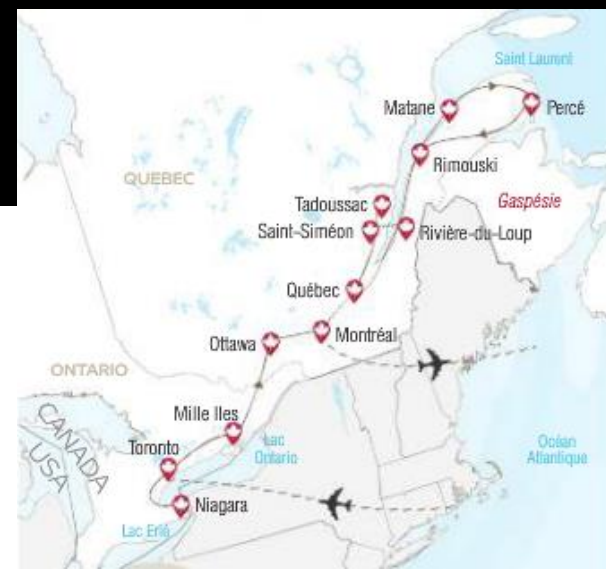 Saint Laurent
Matane
Percé
Rimouski
QUEBEC
Tadoussac
Gaspésie
Saint-Siméon
Rivière-du-Loup
Québec
Ottawa
Montréal
ONTARIO
Mille Iles
CANADA
USA
Toronto
Lac
Ontario
Océan
Atlantique
Niagara
Lac Erié